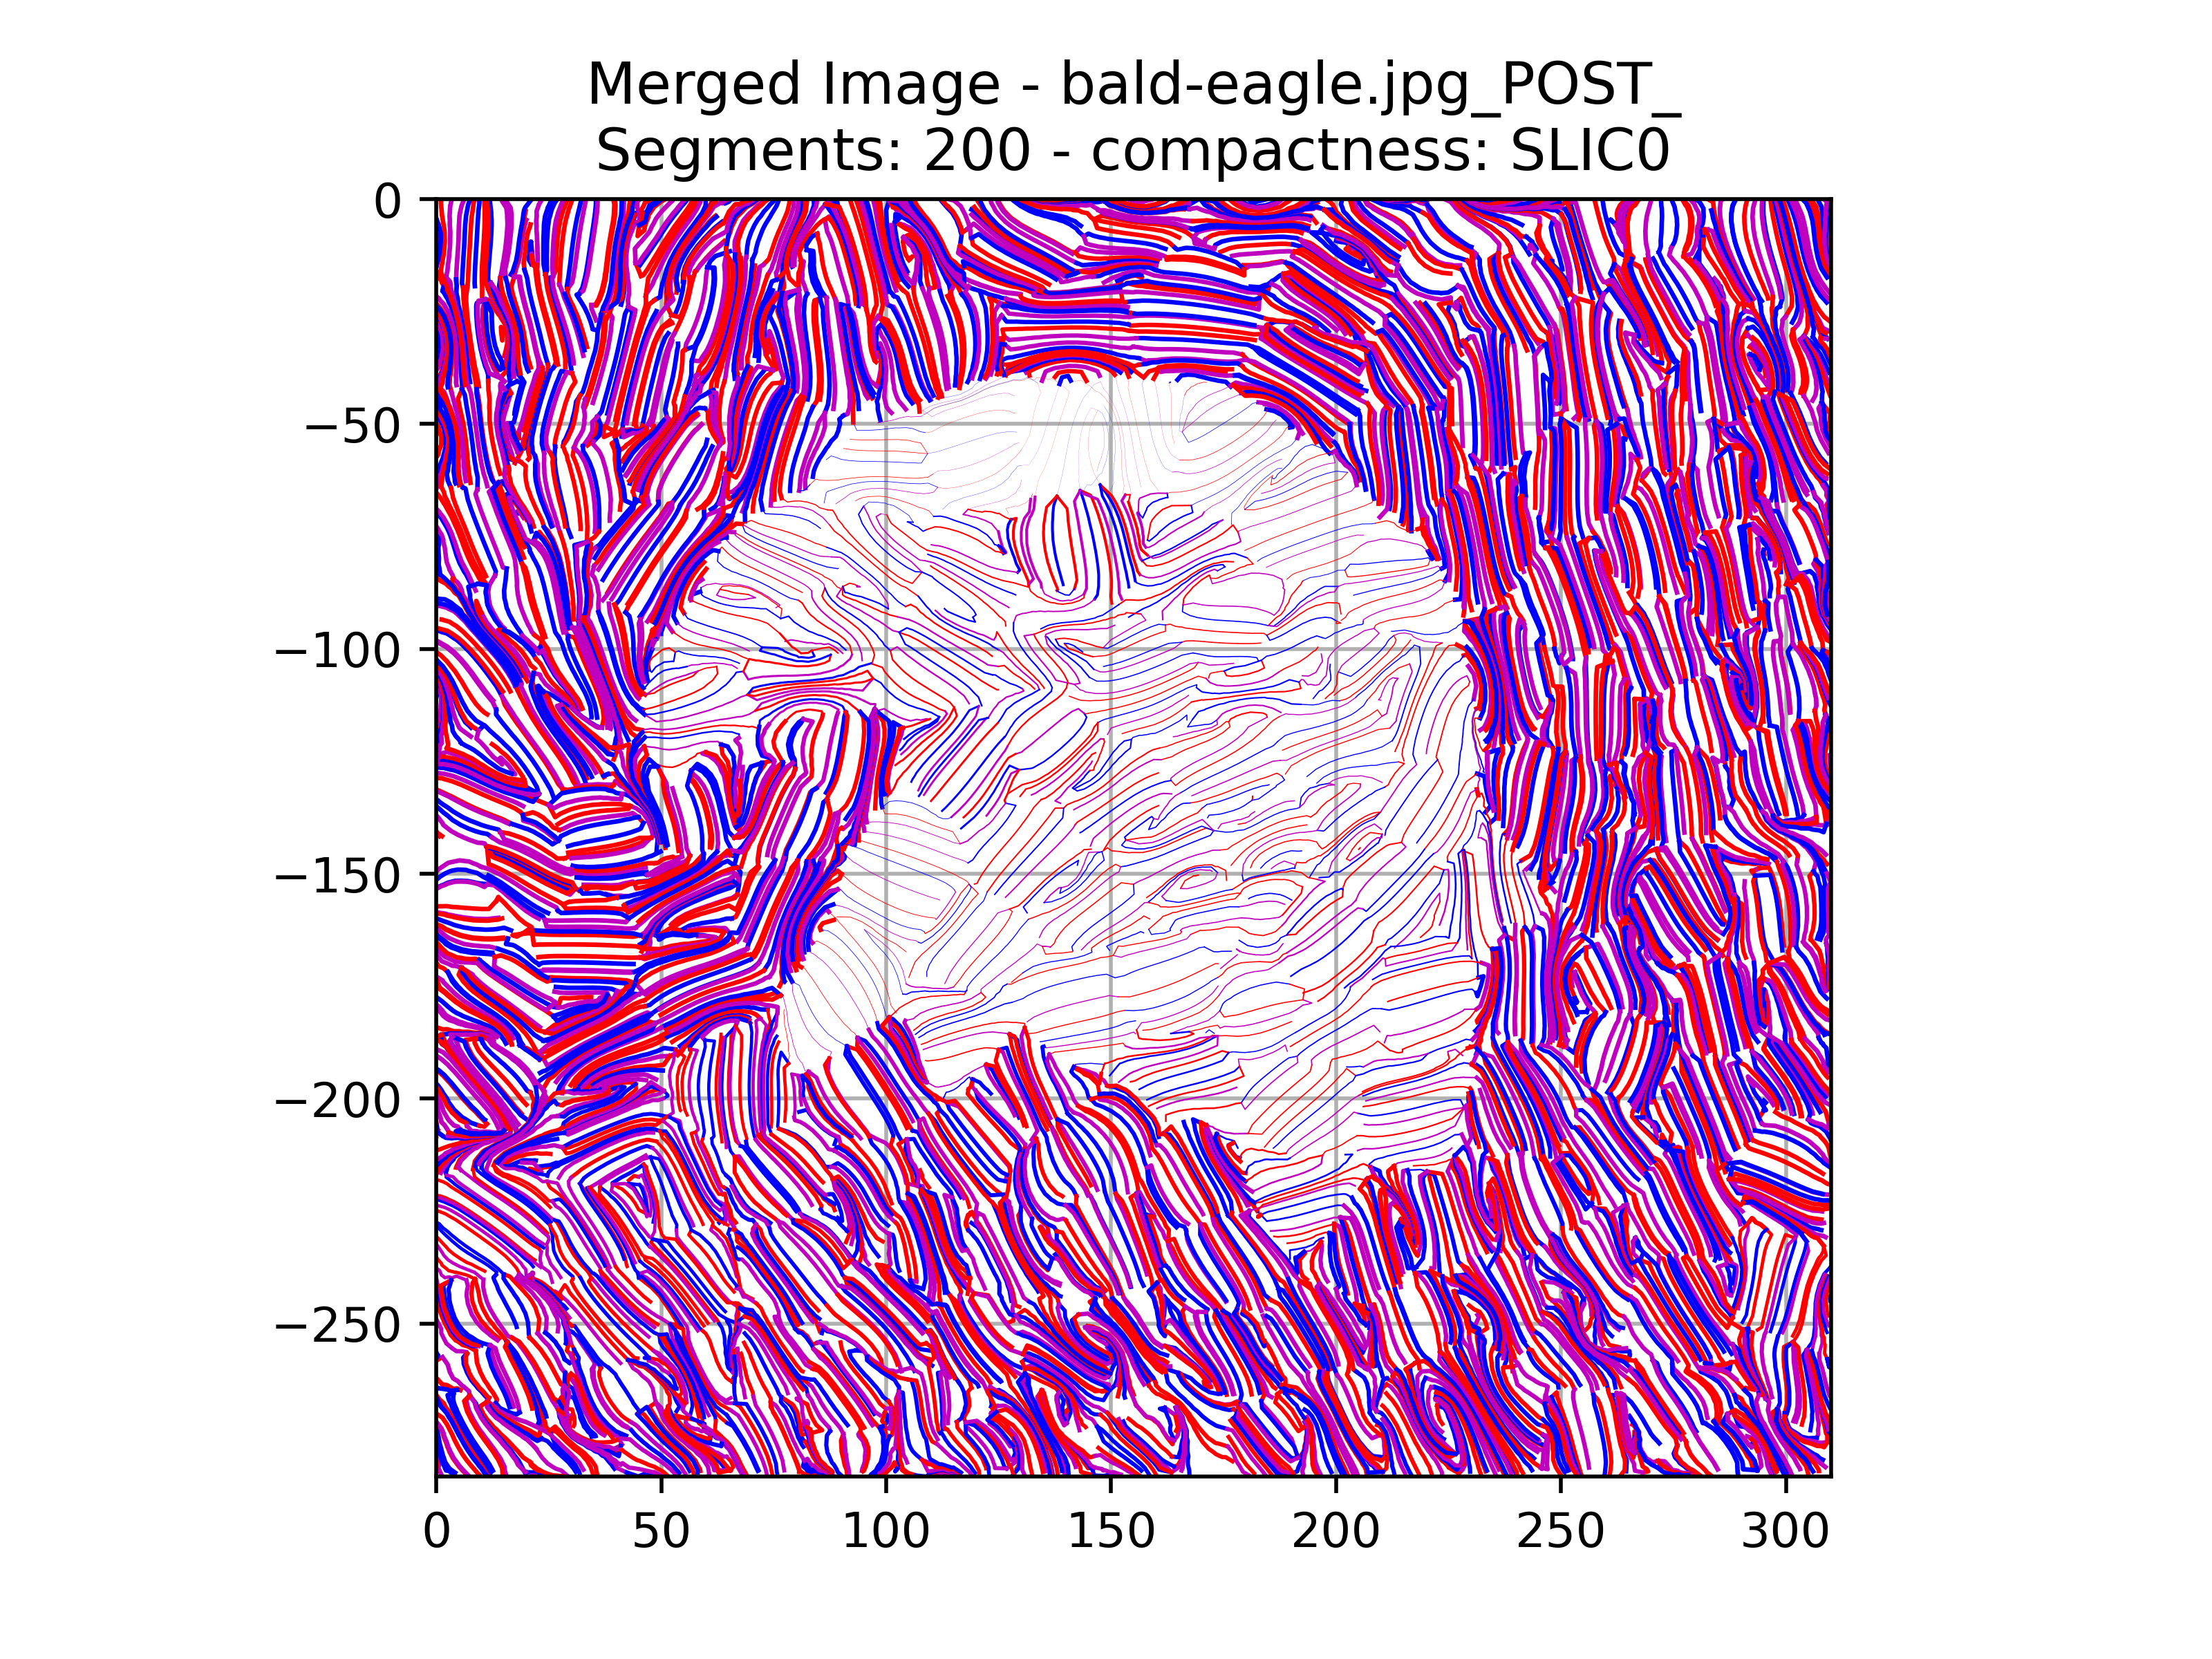 Merged Image - bald-eagle.jpg_POST_
Segments: 200 - compactness: SLIC0
0
−50
−100
−150
−200
−250
0 50 100 150 200 250 300